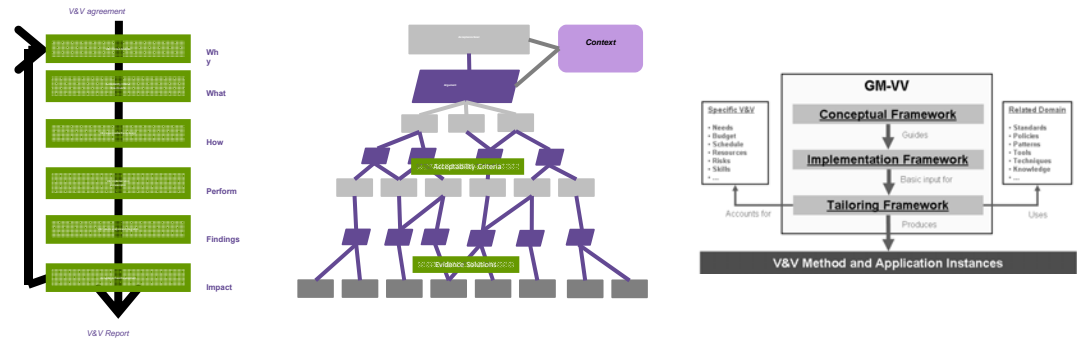 V&V agreement
Wh
y
What
How
Perform
Findings
Impact
V&V Report
Context
Acceptability Criteria
Evidence Solutions
GM-VV
Conceptual Framework
Guides
Implementation Framework
Basic input for
Tailoring Framework
Produces
Specific V&V
• Needs
• Budget
• Schedule
• Resources
• Risks
• Skills
• ...
Accounts for
Related Domain
• Standards
• Policies
• Patterns
• Tools
• Techniques
• Knowledge
• ...
Uses
V&V Method and Application Instances